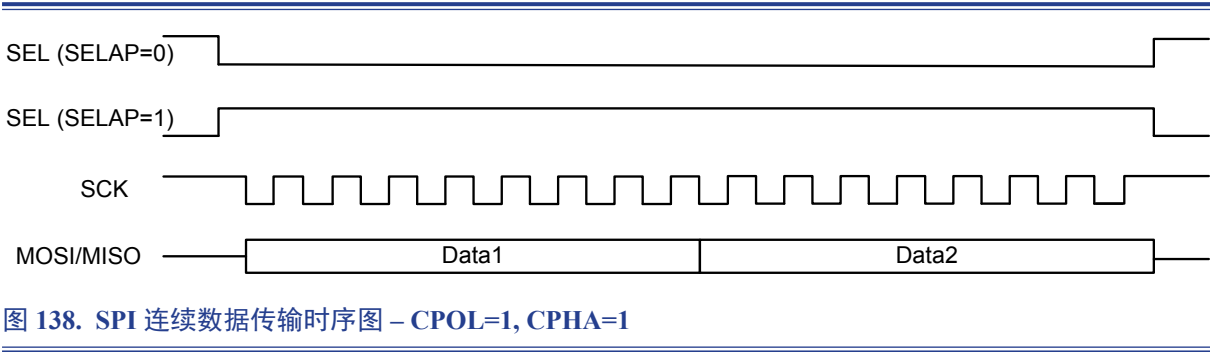 SEL (SELAP=0)
SEL (SELAP=1)
SCK
MOSI/MISO
Data1
Data2
图 138. SPI 连续数据传输时序图 – CPOL=1, CPHA=1